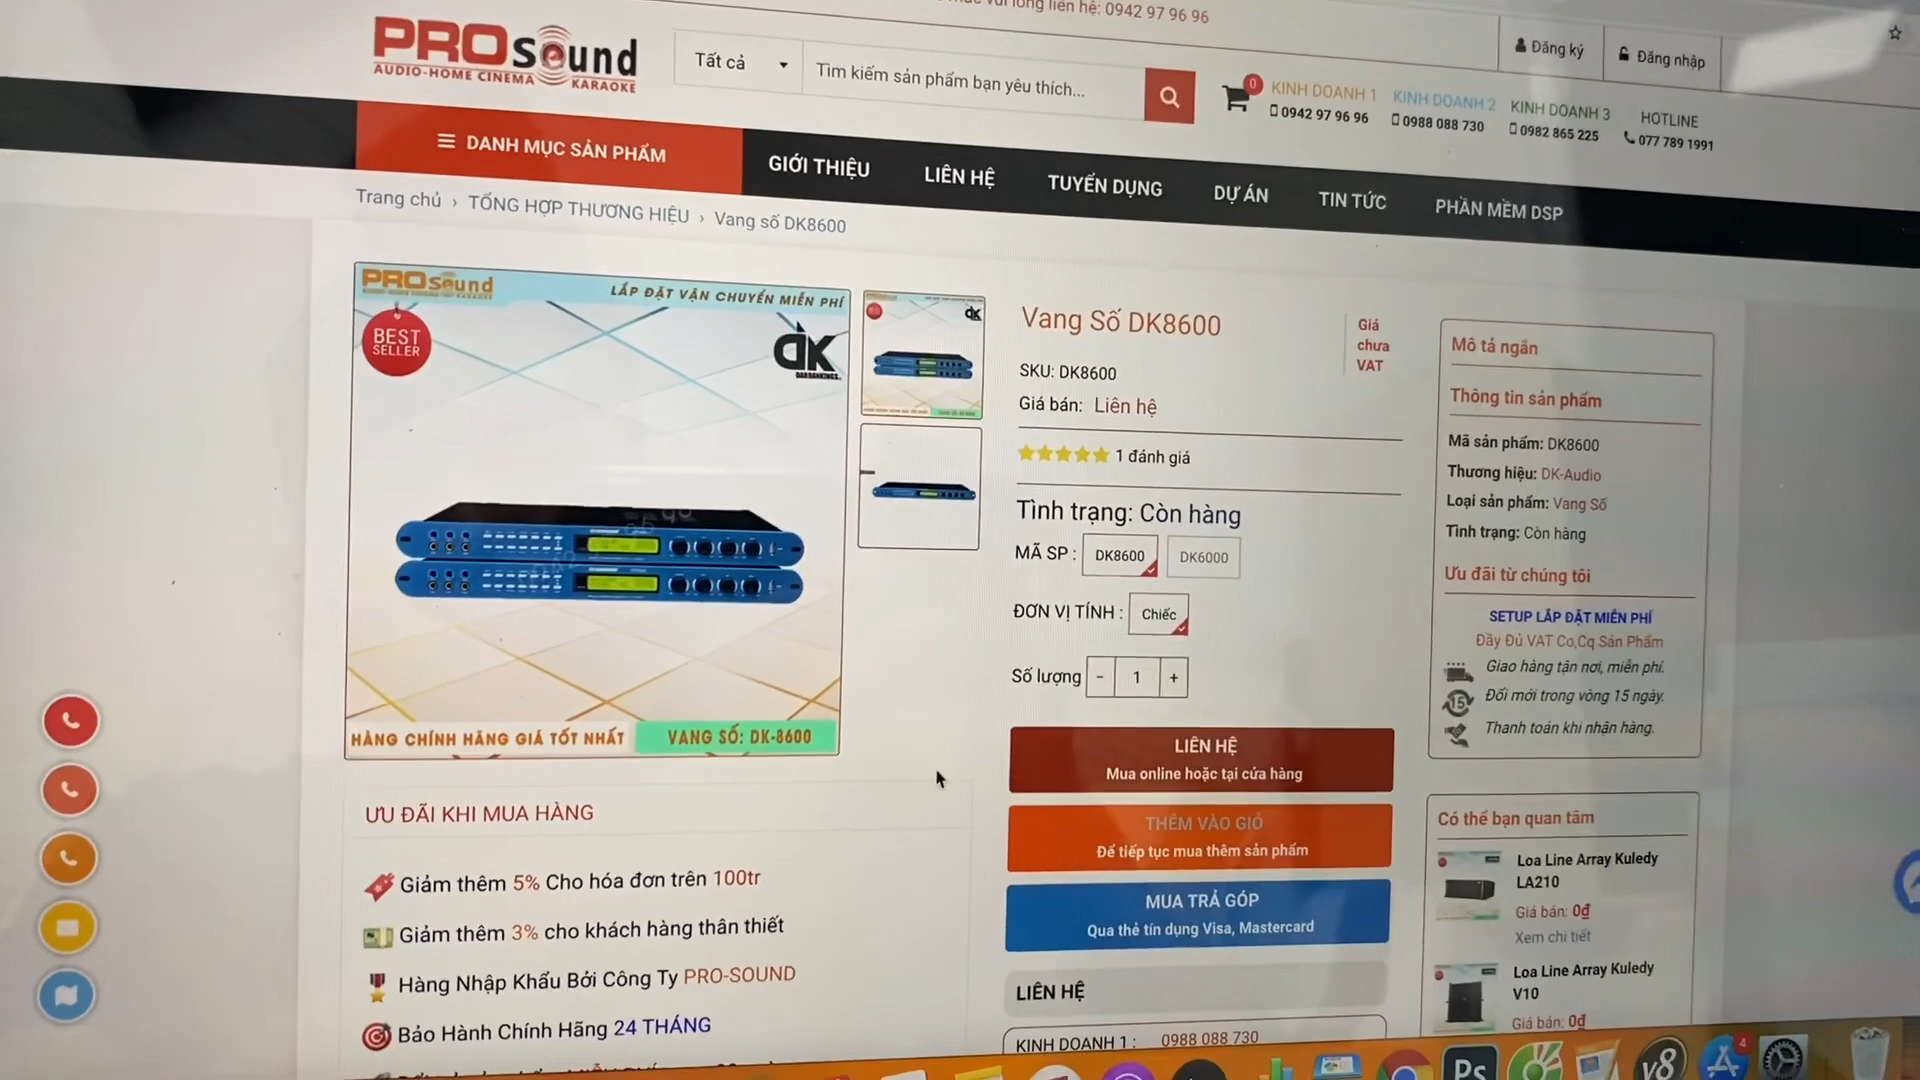 vui lòng liên hệ: 0942 97 96 96
PROsound
AUDIO-HOME CINEMA
KARAOKE
Tất cả
Tìm kiếm sản phẩm bạn yêu thích...
0
KINH DOANH 1
0942 97 96 96
KINH DOANH 2
0988 088 730
KINH DOANH 3
0982 865 225
HOTLINE
077 789 1991
Đăng ký
Đăng nhập
DANH MỤC SẢN PHẨM
GIỚI THIỆU
LIÊN HỆ
TUYỂN DỤNG
DỰ ÁN
TIN TỨC
PHẦN MỀM DSP
Trang chủ › TỔNG HỢP THƯƠNG HIỆU › Vang số DK8600
PROsound
LẮP ĐẶT VẬN CHUYỂN MIỄN PHÍ
BEST
SELLER
DK
HÀNG CHÍNH HÃNG GIÁ TỐT NHẤT
VANG SỐ: DK-8600
Vang Số DK8600
Giá
chưa
VAT
SKU: DK8600
Giá bán: Liên hệ
1 đánh giá
Tình trạng: Còn hàng
MÃ SP : DK8600 DK6000
ĐƠN VỊ TÍNH : Chiếc
Số lượng - 1 +
LIÊN HỆ
Mua online hoặc tại cửa hàng
THÊM VÀO GIỎ
Để tiếp tục mua thêm sản phẩm
MUA TRẢ GÓP
Qua thẻ tín dụng Visa, Mastercard
LIÊN HỆ
KINH DOANH 1 : 0988 088 730
Mô tả ngắn
Thông tin sản phẩm
Mã sản phẩm: DK8600
Thương hiệu: DK-Audio
Loại sản phẩm: Vang Số
Tình trạng: Còn hàng
Ưu đãi từ chúng tôi
SETUP LẮP ĐẶT MIỄN PHÍ
Đầy Đủ VAT Co,Cq Sản Phẩm
Giao hàng tận nơi, miễn phí.
15
Đổi mới trong vòng 15 ngày.
Thanh toán khi nhận hàng.
Có thể bạn quan tâm
Loa Line Array Kuledy
LA210
Giá bán: 0₫
Xem chi tiết
Loa Line Array Kuledy
V10
Giá bán: 0₫
ƯU ĐÃI KHI MUA HÀNG
Giảm thêm 5% Cho hóa đơn trên 100tr
Giảm thêm 3% cho khách hàng thân thiết
Hàng Nhập Khẩu Bởi Công Ty PRO-SOUND
Bảo Hành Chính Hãng 24 THÁNG
Ps
V8
4